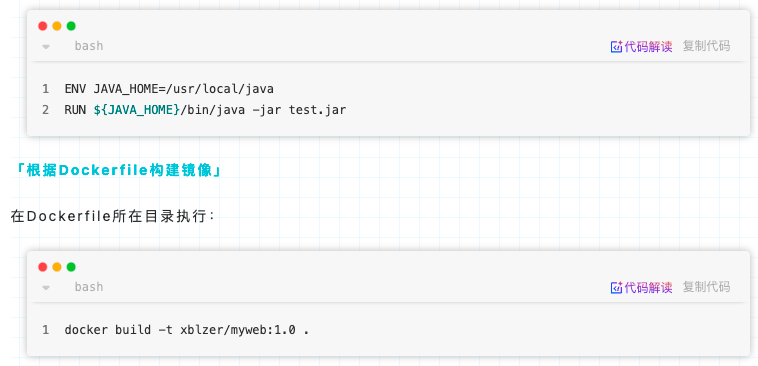 bash
代码解读 复制代码
1 ENV JAVA_HOME=/usr/local/java
2 RUN ${JAVA_HOME}/bin/java -jar test.jar
「根据Dockerfile构建镜像」
在Dockerfile所在目录执行：
bash
代码解读 复制代码
1 docker build -t xblzer/myweb:1.0 .